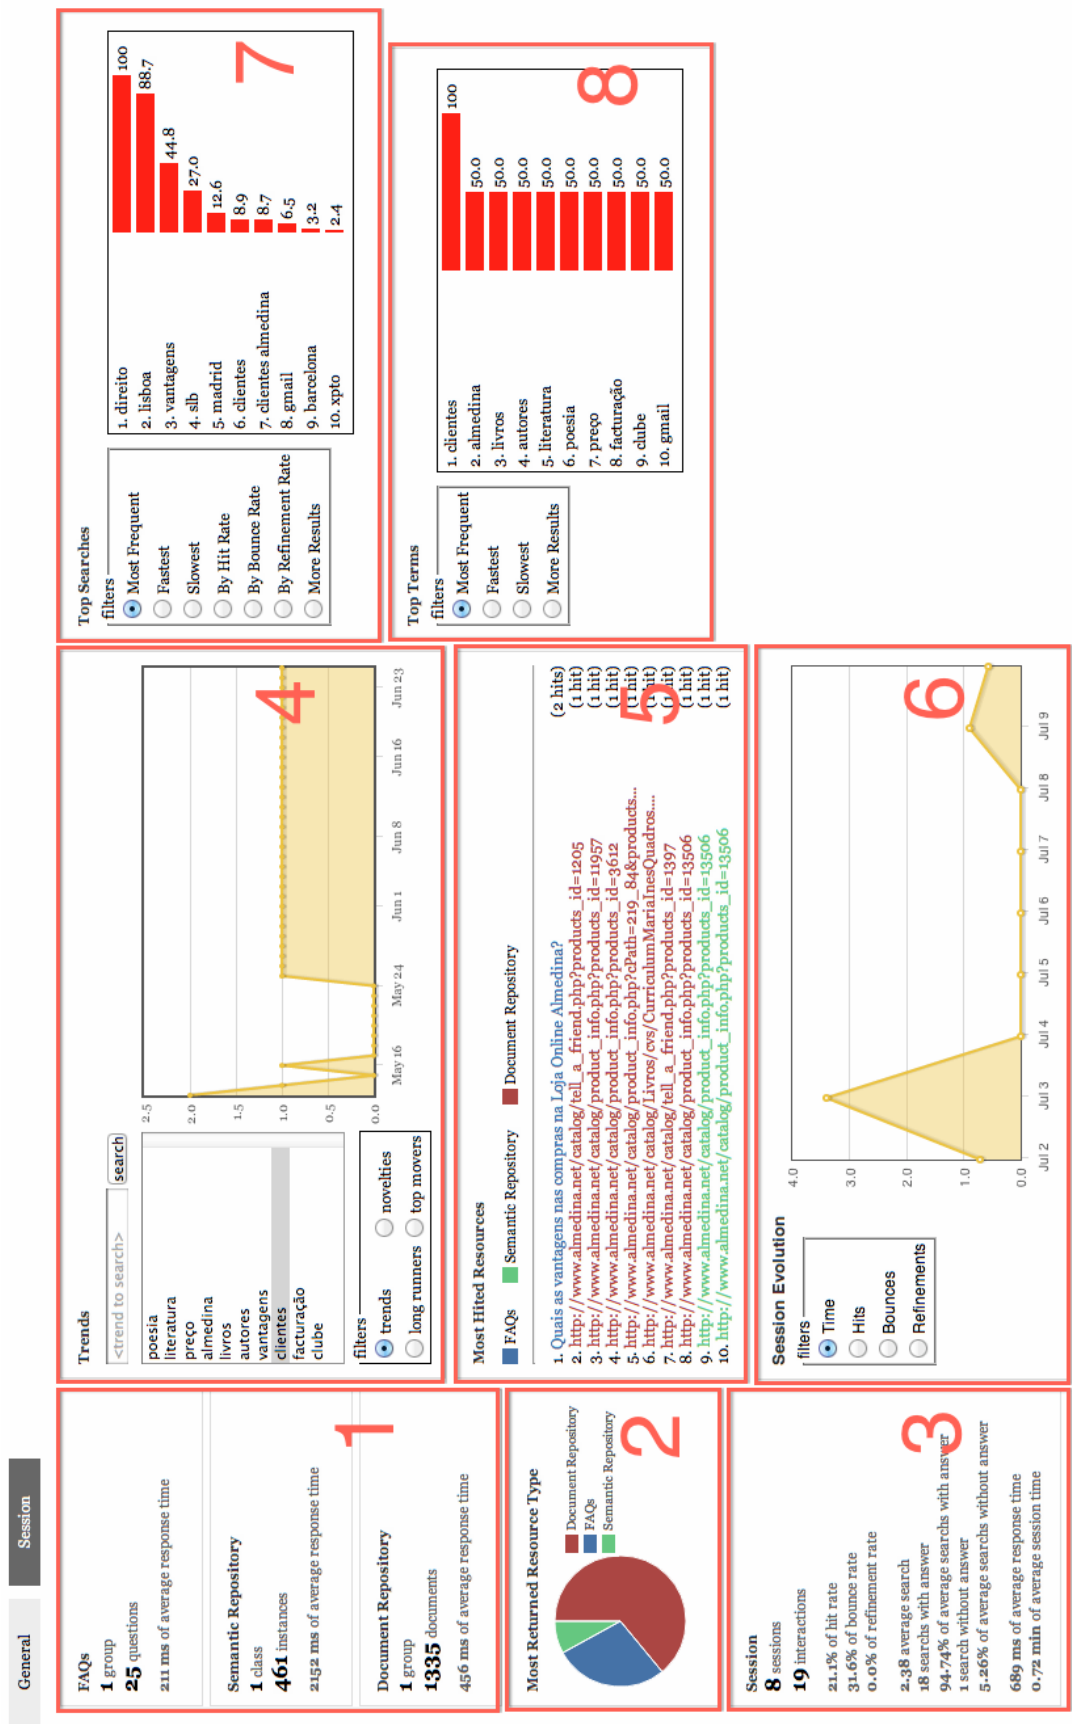 General
Session
FAQs
1 group
25 questions
211 ms of average response time
Semantic Repository
1 class
461 instances
2152 ms of average response time
Document Repository
1 group
1335 documents
456 ms of average response time
1
Most Returned Resource Type
Document Repository
FAQs
Semantic Repository
2
Session
8 sessions
19 interactions
21.1% of hit rate
31.6% of bounce rate
0.0% of refinement rate
2.38 average search
18 searchs with answer
94.74% of average searchs with answer
1 search without answer
5.26% of average searchs without answer
689 ms of average response time
0.72 min of average session time
3
Trends
<trend to search>
search
poesia
literatura
preço
almedina
livros
autores
vantagens
clientes
facturação
clube
filters
trends
novelties
long runners
top movers
2.5
2.0
1.5
1.0
0.5
0.0
May 16
May 24
Jun 1
Jun 8
Jun 16
Jun 23
4
Most Hited Resources
FAQs
Semantic Repository
Document Repository
1. Quais as vantagens nas compras na Loja Online Almedina? (2 hits)
2. http://www.almedina.net/catalog/tell_a_friend.php?products_id=1205 (1 hit)
3. http://www.almedina.net/catalog/product_info.php?products_id=11957 (1 hit)
4. http://www.almedina.net/catalog/product_info.php?products_id=3612 (1 hit)
5. http://www.almedina.net/catalog/product_info.php?cPath=219_84&products... (1 hit)
6. http://www.almedina.net/catalog/Livros/cvs/CurriculumMariaInesQuadros.... (1 hit)
7. http://www.almedina.net/catalog/tell_a_friend.php?products_id=1397 (1 hit)
8. http://www.almedina.net/catalog/product_info.php?products_id=13506 (1 hit)
9. http://www.almedina.net/catalog/product_info.php?products_id=13506 (1 hit)
10. http://www.almedina.net/catalog/product_info.php?products_id=13506 (1 hit)
5
Session Evolution
filters
Time
Hits
Bounces
Refinements
4.0
3.0
2.0
1.0
0.0
Jul 2
Jul 3
Jul 4
Jul 5
Jul 6
Jul 7
Jul 8
Jul 9
6
Top Searches
filters
Most Frequent
Fastest
Slowest
By Hit Rate
By Bounce Rate
By Refinement Rate
More Results
1. direito 100
2. lisboa 88.7
3. vantagens 44.8
4. slb 27.0
5. madrid 12.6
6. clientes 8.9
7. clientes almedina 8.7
8. gmail 6.5
9. barcelona 3.2
10. xpto 2.4
7
Top Terms
filters
Most Frequent
Fastest
Slowest
More Results
1. clientes 100
2. almedina 50.0
3. livros 50.0
4. autores 50.0
5. literatura 50.0
6. poesia 50.0
7. preço 50.0
8. facturação 50.0
9. clube 50.0
10. gmail 50.0
8